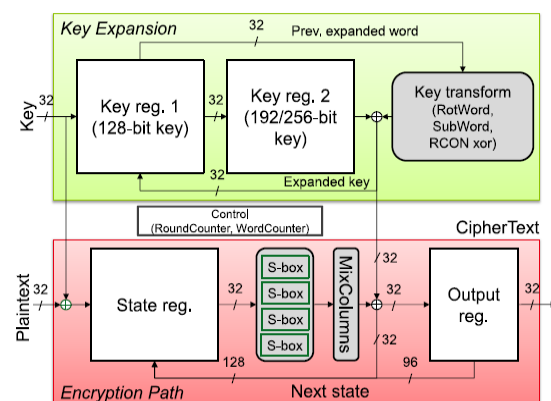 Key Expansion
32
Prev, expanded word
Key
32
Key reg. 1
(128-bit key)
32
Key reg. 2
(192/256-bit
key)
Key transform
(RotWord,
SubWord,
RCON xor)
32
Expanded key
Control
(RoundCounter, WordCounter)
CipherText
Plaintext
32
State reg.
32
S-box
S-box
S-box
S-box
MixColumns
32
32
32
Output
reg.
32
128
96
Encryption Path
Next state